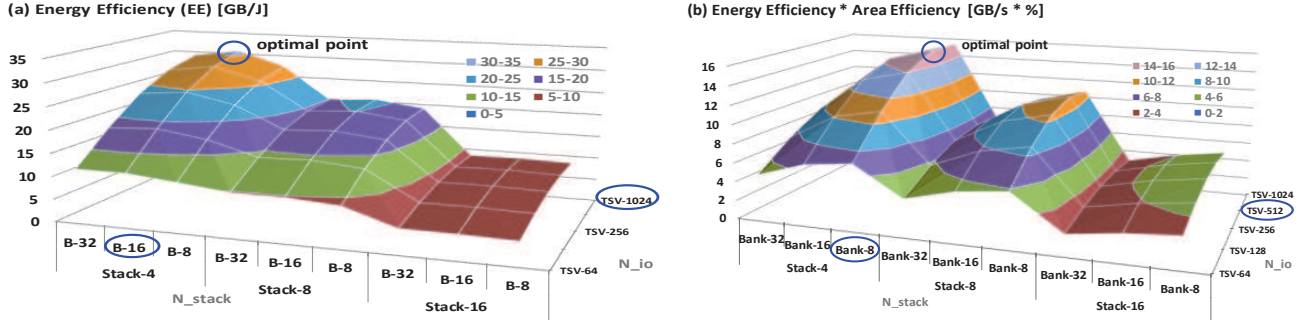 (a) Energy Efficiency (EE) [GB/J]
optimal point
30-35 25-30
20-25 15-20
10-15 5-10
0-5
35
30
25
20
15
10
5
0
TSV-1024
TSV-256
TSV-64
N_io
B-32 B-16 B-8 B-32 B-16 B-8 B-32 B-16 B-8
Stack-4 Stack-8 Stack-16
N_stack
(b) Energy Efficiency * Area Efficiency [GB/s * %]
optimal point
14-16 12-14
10-12 8-10
6-8 4-6
2-4 0-2
16
14
12
10
8
6
4
2
0
TSV-1024
TSV-512
TSV-256
TSV-128
TSV-64
N_io
Bank-32 Bank-16 Bank-8 Bank-32 Bank-16 Bank-8 Bank-32 Bank-16 Bank-8
Stack-4 Stack-8 Stack-16
N_stack